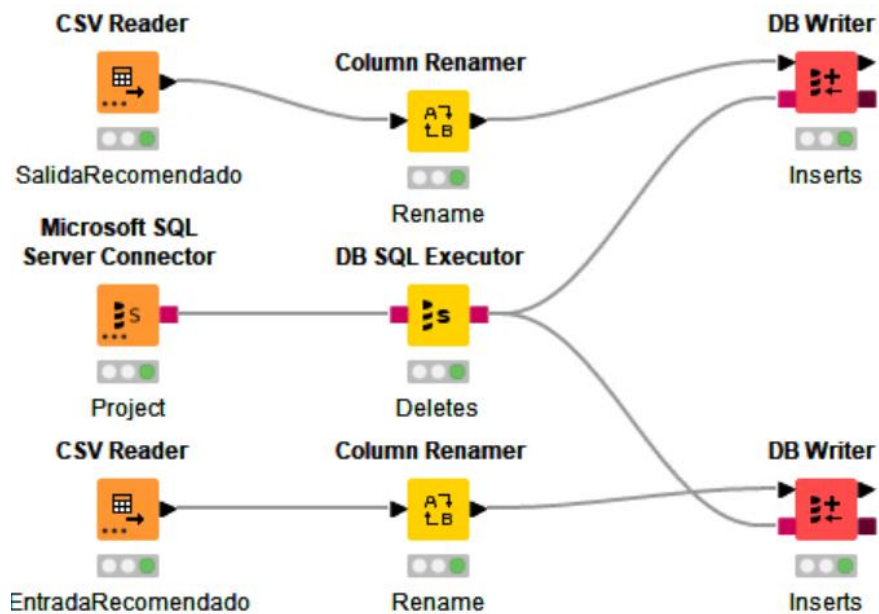 CSV Reader
DB Writer
Column Renamer
A
B
SalidaRecomendado
Inserts
Rename
Microsoft SQL
Server Connector
DB SQL Executor
S
s
Project
Deletes
CSV Reader
Column Renamer
DB Writer
A
B
EntradaRecomendado
Rename
Inserts